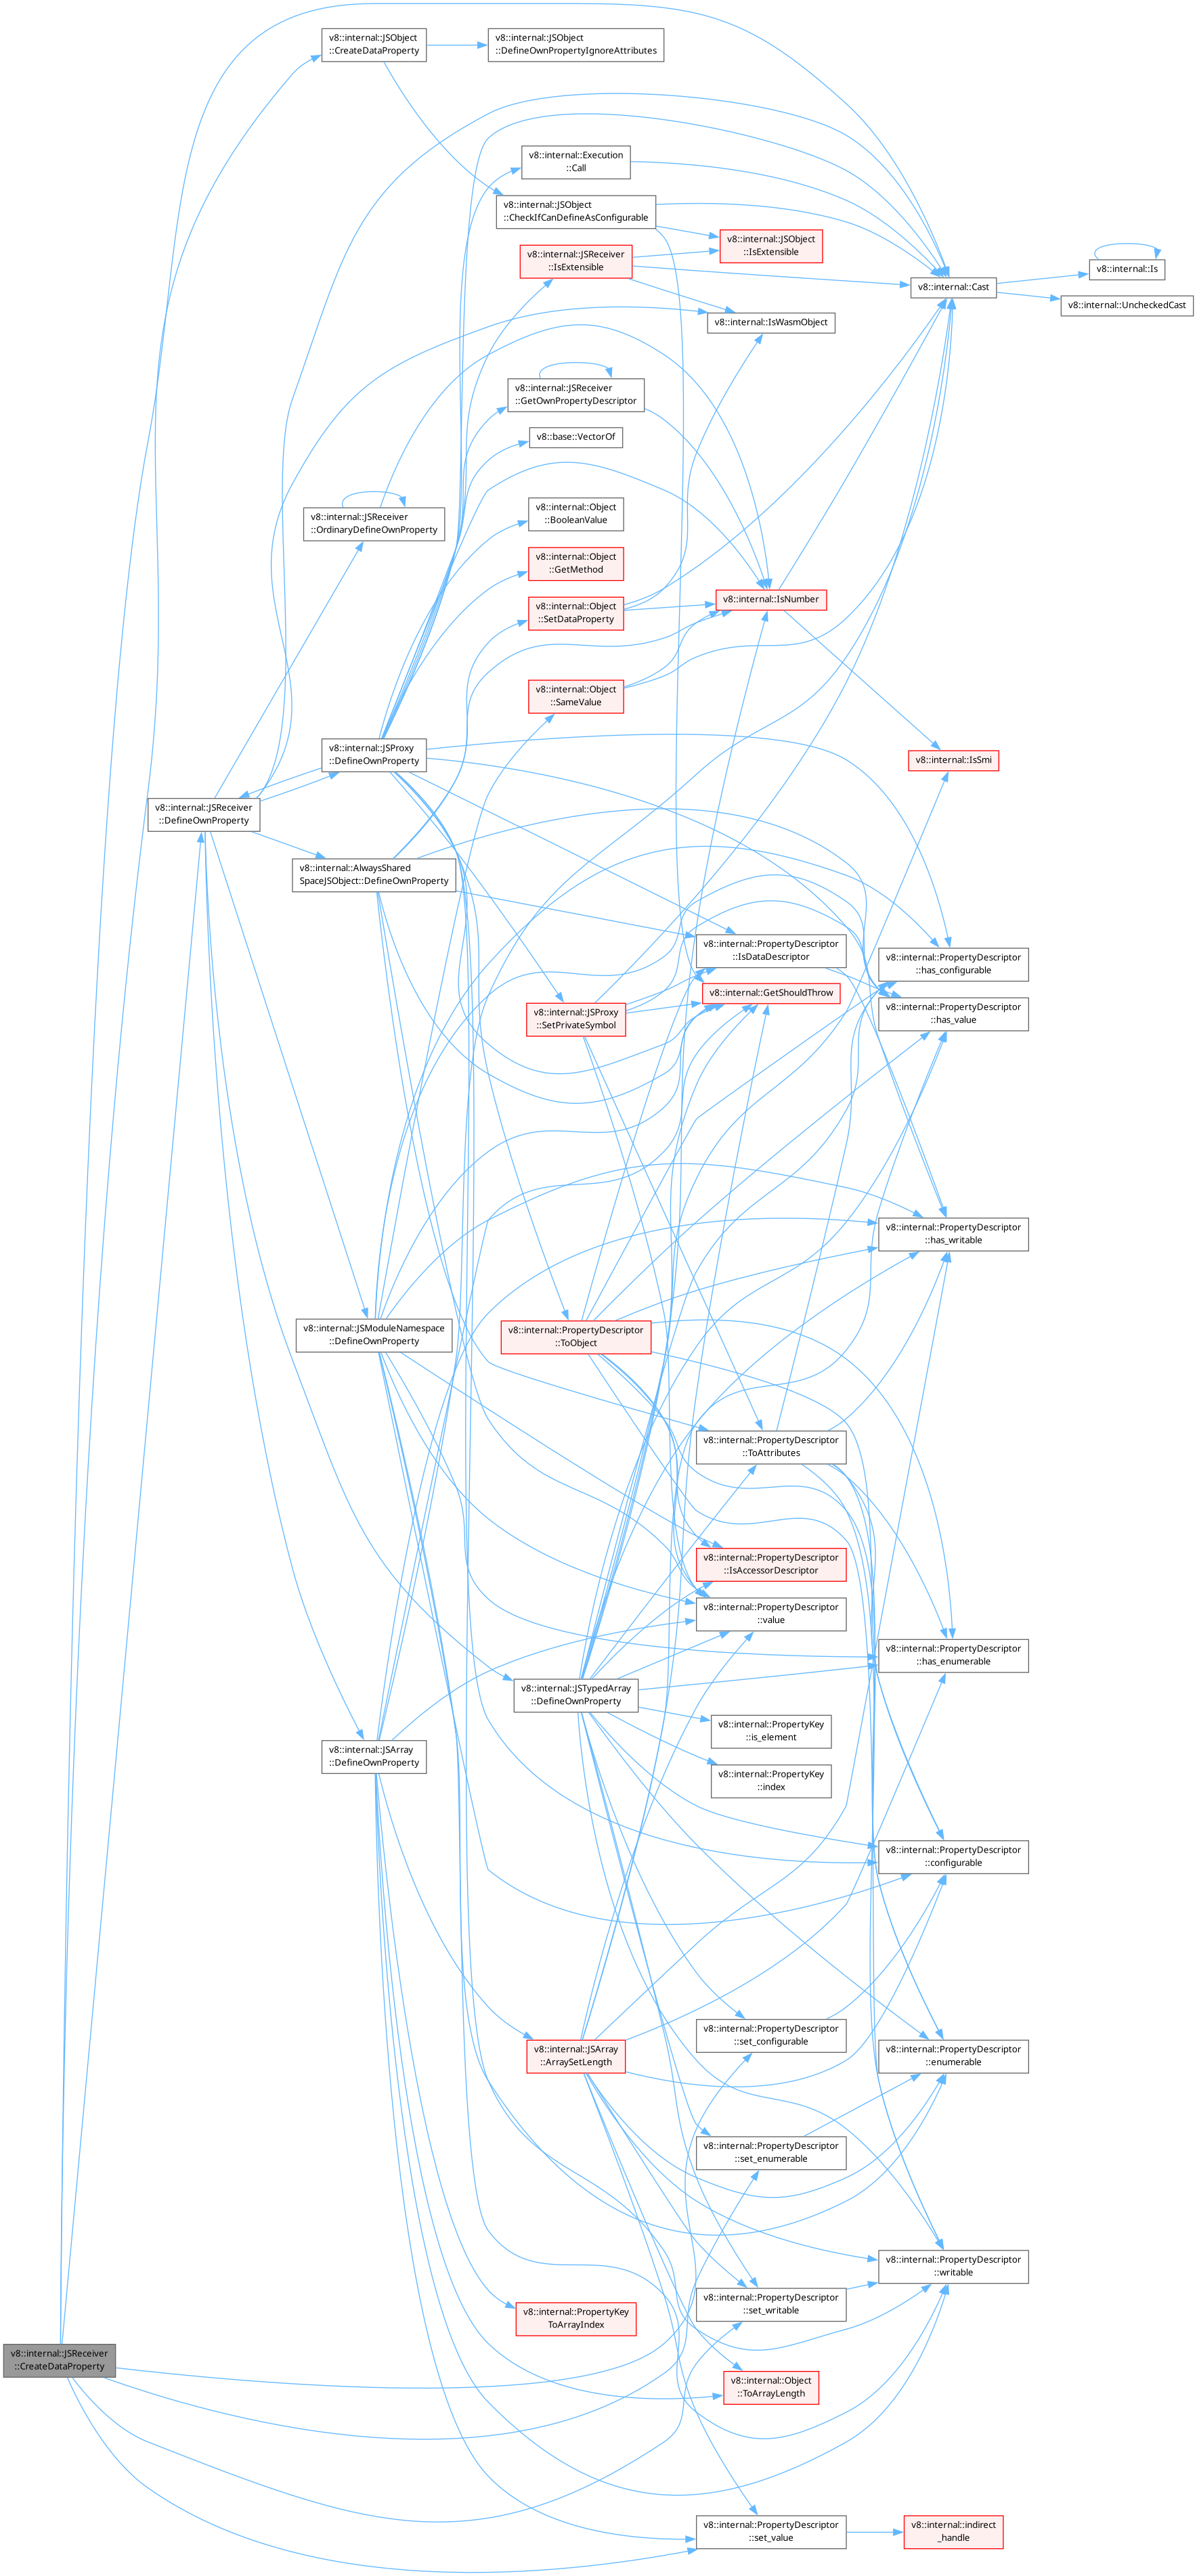 v8::internal::JSObject
::CreateDataProperty
v8::internal::JSObject
::DefineOwnPropertyIgnoreAttributes
v8::internal::Execution
::Call
v8::internal::JSObject
::CheckIfCanDefineAsConfigurable
v8::internal::JSObject
::IsExtensible
v8::internal::JSReceiver
::IsExtensible
v8::internal::Is
v8::internal::Cast
v8::internal::UncheckedCast
v8::internal::IsWasmObject
v8::internal::JSReceiver
::GetOwnPropertyDescriptor
v8::base::VectorOf
v8::internal::JSReceiver
::OrdinaryDefineOwnProperty
v8::internal::Object
::BooleanValue
v8::internal::Object
::GetMethod
v8::internal::Object
::SetDataProperty
v8::internal::IsNumber
v8::internal::Object
::SameValue
v8::internal::JSProxy
::DefineOwnProperty
v8::internal::IsSmi
v8::internal::JSReceiver
::DefineOwnProperty
v8::internal::AlwaysShared
SpaceJSObject::DefineOwnProperty
v8::internal::PropertyDescriptor
::IsDataDescriptor
v8::internal::PropertyDescriptor
::has_configurable
v8::internal::GetShouldThrow
v8::internal::PropertyDescriptor
::has_value
v8::internal::JSProxy
::SetPrivateSymbol
v8::internal::PropertyDescriptor
::has_writable
v8::internal::JSModuleNamespace
::DefineOwnProperty
v8::internal::PropertyDescriptor
::ToObject
v8::internal::PropertyDescriptor
::ToAttributes
v8::internal::PropertyDescriptor
::IsAccessorDescriptor
v8::internal::PropertyDescriptor
::value
v8::internal::PropertyDescriptor
::has_enumerable
v8::internal::JSTypedArray
::DefineOwnProperty
v8::internal::PropertyKey
::is_element
v8::internal::JSArray
::DefineOwnProperty
v8::internal::PropertyKey
::index
v8::internal::PropertyDescriptor
::configurable
v8::internal::PropertyDescriptor
::set_configurable
v8::internal::JSArray
::ArraySetLength
v8::internal::PropertyDescriptor
::enumerable
v8::internal::PropertyDescriptor
::set_enumerable
v8::internal::PropertyDescriptor
::writable
v8::internal::PropertyDescriptor
::set_writable
v8::internal::PropertyKey
ToArrayIndex
v8::internal::JSReceiver
::CreateDataProperty
v8::internal::Object
::ToArrayLength
v8::internal::PropertyDescriptor
::set_value
v8::internal::indirect
_handle